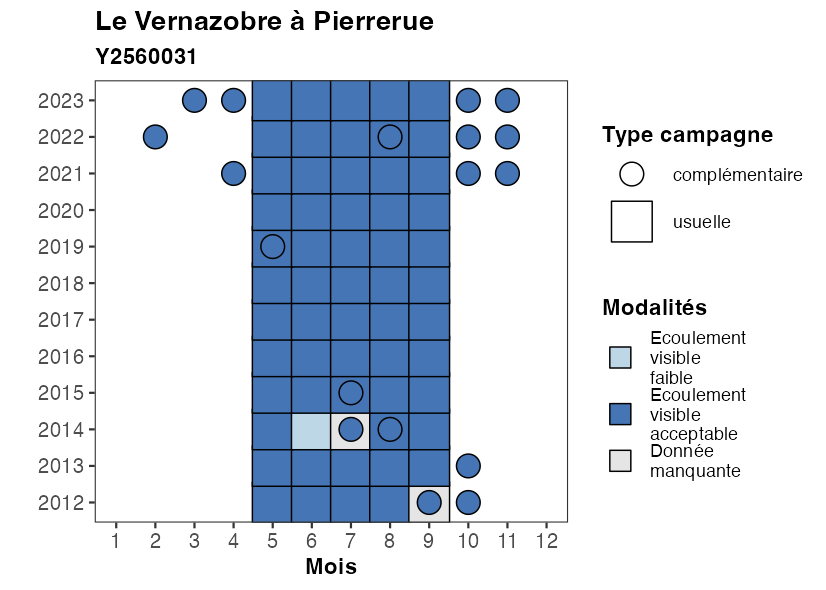 Le Vernazobre à Pierrerue
Y2560031
2023
2022
2021
2020
2019
2018
2017
2016
2015
2014
2013
2012
1 2 3 4 5 6 7 8 9 10 11 12
Mois
Type campagne
complémentaire
usuelle
Modalités
Ecoulement
visible
faible
Ecoulement
visible
acceptable
Donnée
manquante